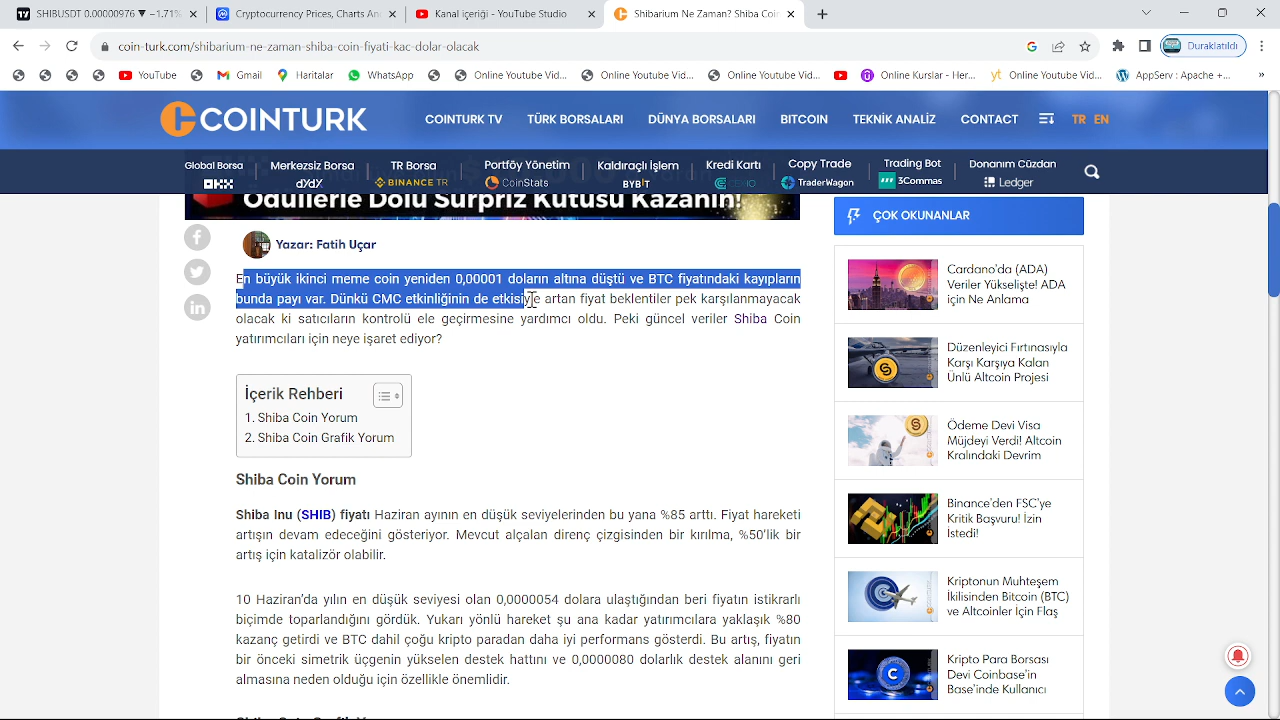 SHIBUSDT 0.00000976 ▼ −1.71%
Cryptocurrency Prices, Charts An
Kanal içeriği - YouTube Studio
Shibarium Ne Zaman? Shiba Coi
coin-turk.com/shibarium-ne-zaman-shiba-coin-fiyati-kac-dolar-olacak
Duraklatıldı
YouTube
Gmail
Haritalar
WhatsApp
Online Youtube Vid...
Online Youtube Vid...
Online Youtube Vid...
Online Kurslar - Her...
yt Online Youtube Vid...
AppServ : Apache +...
»
COINTURK
COINTURK TV
TÜRK BORSALARI
DÜNYA BORSALARI
BITCOIN
TEKNİK ANALİZ
CONTACT
TR EN
Global Borsa
OKX
Merkezsiz Borsa
dYdX
TR Borsa
BINANCE TR
Portföy Yönetim
CoinStats
Kaldıraçlı İşlem
BYBIT
Kredi Kartı
CEX.IO
Copy Trade
TraderWagon
Trading Bot
3Commas
Donanım Cüzdan
Ledger
Ödüllerle Dolu Sürpriz Kutusu Kazanın!
Yazar: Fatih Uçar
En büyük ikinci meme coin yeniden 0,00001 doların altına düştü ve BTC fiyatındaki kayıpların
bunda payı var. Dünkü CMC etkinliğinin de etkisiyle artan fiyat beklentiler pek karşılanmayacak
olacak ki satıcıların kontrolü ele geçirmesine yardımcı oldu. Peki güncel veriler Shiba Coin
yatırımcıları için neye işaret ediyor?
İçerik Rehberi
1. Shiba Coin Yorum
2. Shiba Coin Grafik Yorum
Shiba Coin Yorum
Shiba Inu (SHIB) fiyatı Haziran ayının en düşük seviyelerinden bu yana %85 arttı. Fiyat hareketi
artışın devam edeceğini gösteriyor. Mevcut alçalan direnç çizgisinden bir kırılma, %50'lik bir
artış için katalizör olabilir.
10 Haziran'da yılın en düşük seviyesi olan 0,0000054 dolara ulaştığından beri fiyatın istikrarlı
biçimde toparlandığını gördük. Yukarı yönlü hareket şu ana kadar yatırımcılara yaklaşık %80
kazanç getirdi ve BTC dahil çoğu kripto paradan daha iyi performans gösterdi. Bu artış, fiyatın
bir önceki simetrik üçgenin yükselen destek hattını ve 0,0000080 dolarlık destek alanını geri
almasına neden olduğu için özellikle önemlidir.
ÇOK OKUNANLAR
Cardano'da (ADA)
Veriler Yükselişte! ADA
için Ne Anlama
Düzenleyici Fırtınasıyla
Karşı Karşıya Kalan
Ünlü Altcoin Projesi
Ödeme Devi Visa
Müjdeyi Verdi! Altcoin
Kralındaki Devrim
Binance'den FSC'ye
Kritik Başvuru! İzin
İstedi!
Kriptonun Muhteşem
İkilisinden Bitcoin (BTC)
ve Altcoinler İçin Flaş
Kripto Para Borsası
Devi Coinbase'in
Base'inde Kullanıcı